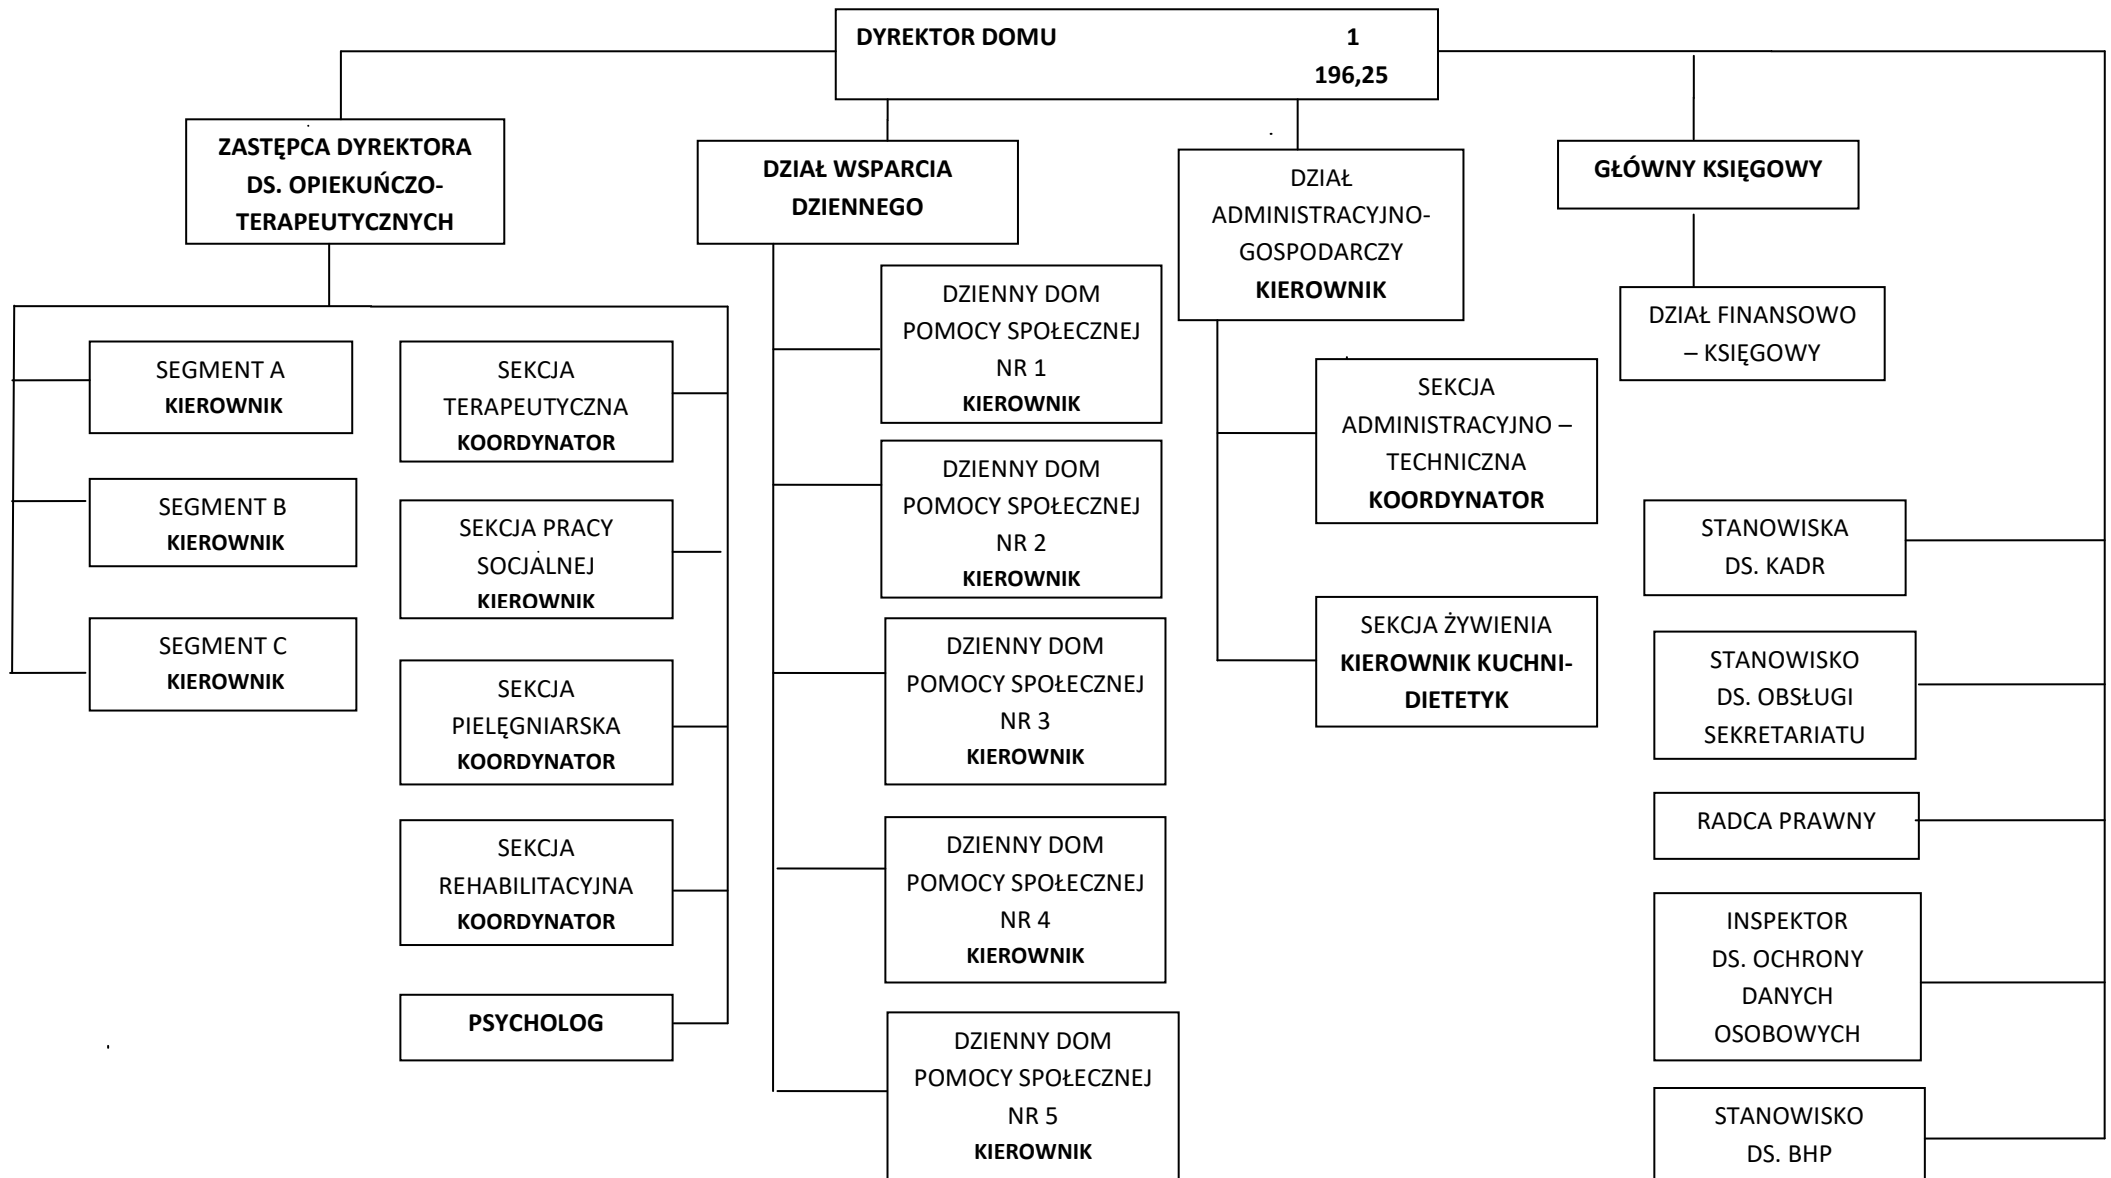 DYREKTOR DOMU 1
196,25
ZASTĘPCA DYREKTORA
DS. OPIEKUŃCZO-
TERAPEUTYCZNYCH
DZIAŁ WSPARCIA
DZIENNEGO
DZIAŁ
ADMINISTRACYJNO-
GOSPODARCZY
KIEROWNIK
GŁÓWNY KSIĘGOWY
DZIAŁ FINANSOWO
– KSIĘGOWY
SEGMENT A
KIEROWNIK
SEGMENT B
KIEROWNIK
SEGMENT C
KIEROWNIK
SEKCJA
TERAPEUTYCZNA
KOORDYNATOR
SEKCJA PRACY
SOCJALNEJ
KIEROWNIK
SEKCJA
PIELĘGNIARSKA
KOORDYNATOR
SEKCJA
REHABILITACYJNA
KOORDYNATOR
PSYCHOLOG
DZIENNY DOM
POMOCY SPOŁECZNEJ
NR 1
KIEROWNIK
DZIENNY DOM
POMOCY SPOŁECZNEJ
NR 2
KIEROWNIK
DZIENNY DOM
POMOCY SPOŁECZNEJ
NR 3
KIEROWNIK
DZIENNY DOM
POMOCY SPOŁECZNEJ
NR 4
KIEROWNIK
DZIENNY DOM
POMOCY SPOŁECZNEJ
NR 5
KIEROWNIK
SEKCJA
ADMINISTRACYJNO –
TECHNICZNA
KOORDYNATOR
SEKCJA ŻYWIENIA
KIEROWNIK KUCHNI-
DIETETYK
STANOWISKA
DS. KADR
STANOWISKO
DS. OBSŁUGI
SEKRETARIATU
RADCA PRAWNY
INSPEKTOR
DS. OCHRONY
DANYCH
OSOBOWYCH
STANOWISKO
DS. BHP